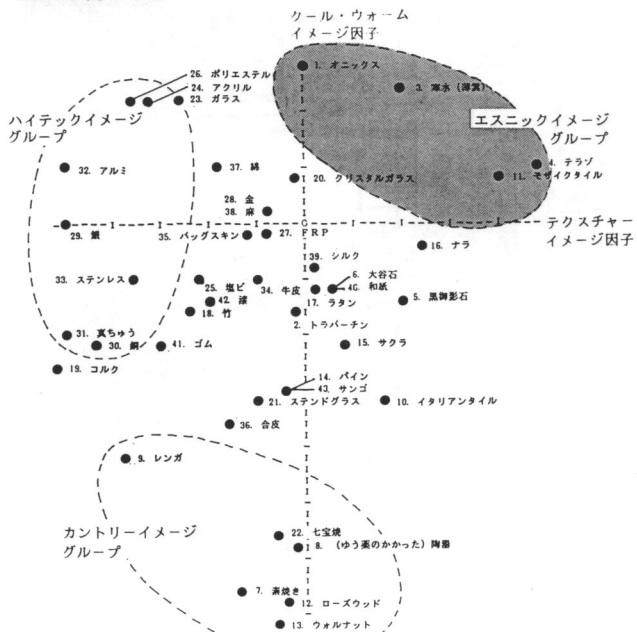 クール・ウォーム
イメージ因子
1. オニックス
26. ポリエステル
24. アクリル
23. ガラス
3. 寒水（薄翼）
ハイテックイメージ
グループ
エスニックイメージ
グループ
4. テラゾ
32. アルミ
37. 綿
20. クリスタルガラス
11. モザイクタイル
28. 金
38. 麻
29. 銀
35. バックスキン
27. FRP
テクスチャー
イメージ因子
16. ナラ
39. シルク
33. ステンレス
25. 塩ビ
34. 牛皮
6. 大谷石
40. 和紙
42. 漆
17. ラタン
5. 黒御影石
18. 竹
2. トラバーチン
31. 真ちゅう
30. 銅
41. ゴム
15. サクラ
19. コルク
14. パイン
43. サンゴ
21. ステンドグラス
10. イタリアンタイル
36. 合皮
9. レンガ
カントリーイメージ
グループ
22. 七宝焼
8. （ゆう薬のかかった）陶器
7. 素焼き
12. ローズウッド
13. ウォルナット